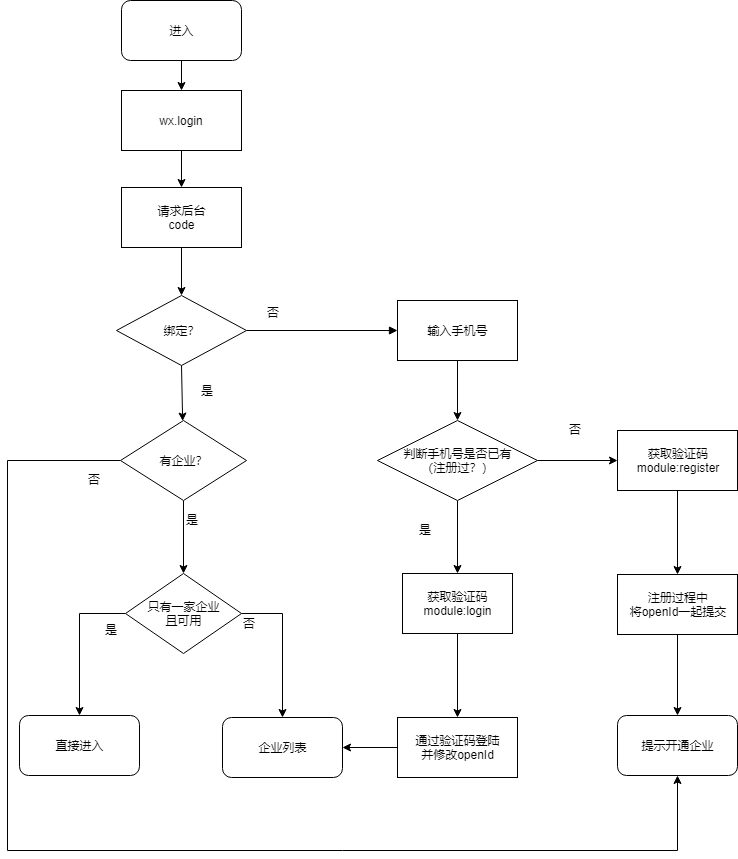 进入
wx.login
请求后台
code
绑定?
否
输入手机号
是
有企业?
否
判断手机号是否已有
（注册过？）
否
获取验证码
module:register
是
是
只有一家企业
且可用
是
否
获取验证码
module:login
注册过程中
将openId一起提交
直接进入
企业列表
通过验证码登陆
并修改openId
提示开通企业